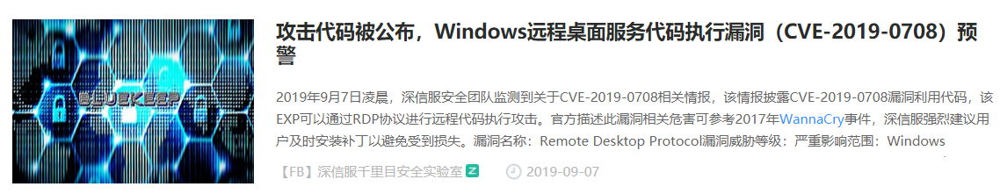 BLUEKEEP
攻击代码被公布，Windows远程桌面服务代码执行漏洞（CVE-2019-0708）预
警
2019年9月7日凌晨，深信服安全团队监测到关于CVE-2019-0708相关情报，该情报披露CVE-2019-0708漏洞利用代码，该
EXP可以通过RDP协议进行远程代码执行攻击。官方描述此漏洞相关危害可参考2017年WannaCry事件，深信服强烈建议用
户及时安装补丁以避免受到损失。漏洞名称：Remote Desktop Protocol漏洞威胁等级：严重影响范围：Windows
【FB】深信服千里目安全实验室 Z 2019-09-07